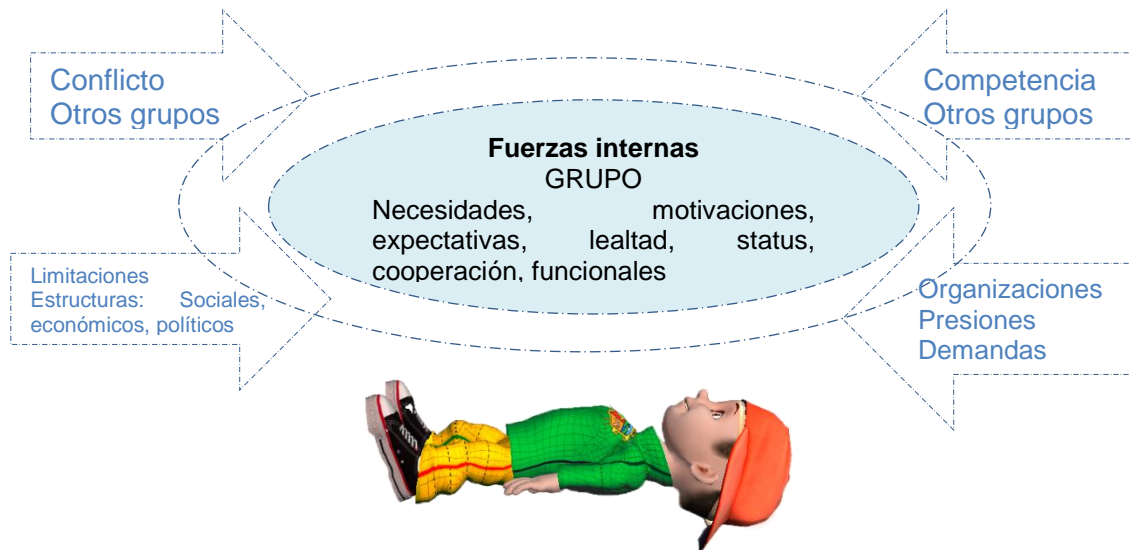 Conflicto
Otros grupos
Competencia
Otros grupos
Fuerzas internas
GRUPO
Necesidades, motivaciones,
expectativas, lealtad, status,
cooperación, funcionales
Limitaciones
Estructuras: Sociales,
económicos, políticos
Organizaciones
Presiones
Demandas